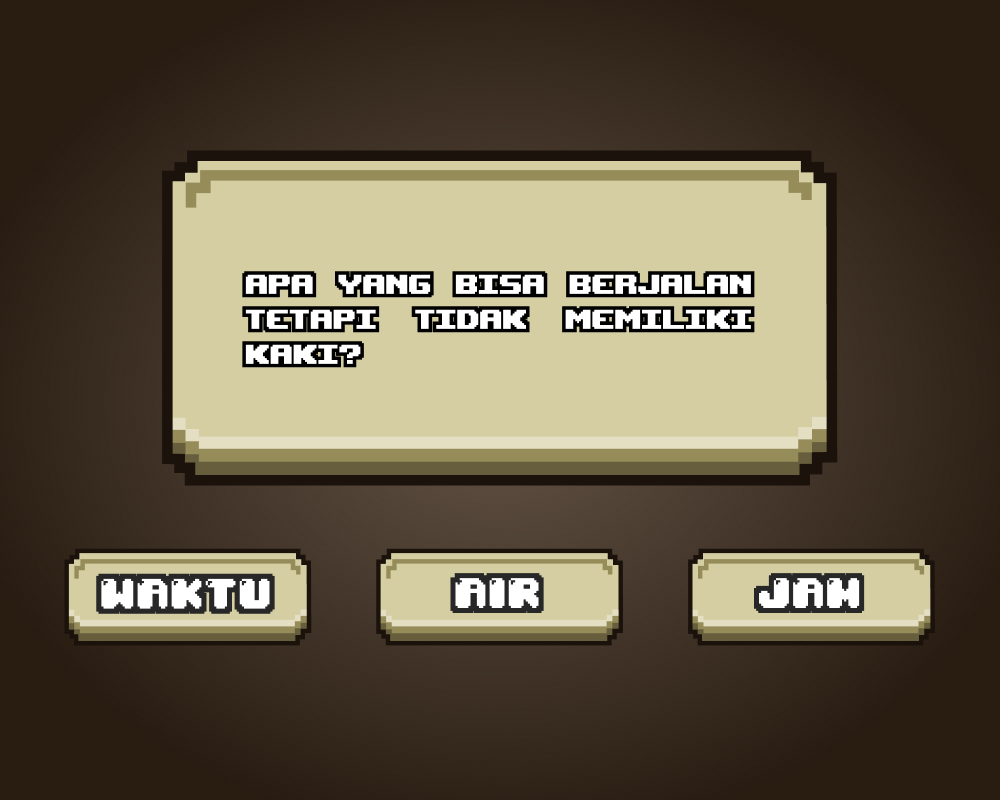 APA YANG BISA BERJALAN
TETAPI TIDAK MEMILIKI
KAKI?
WAKTU
AIR
JAM